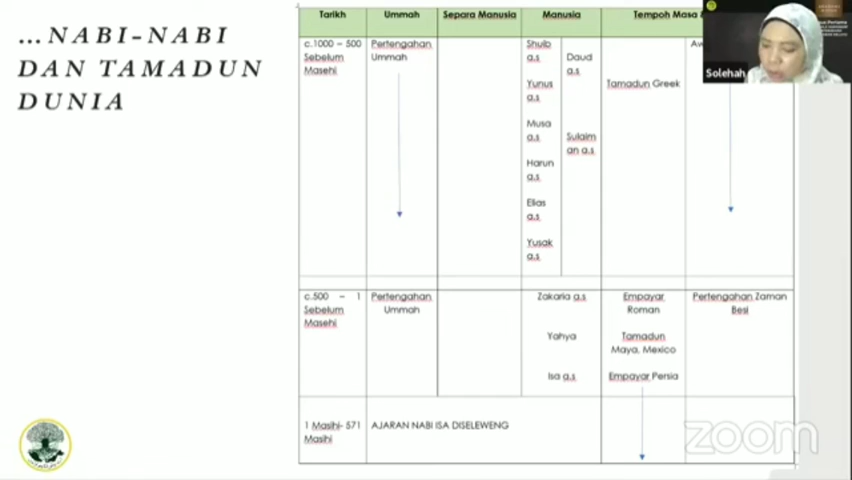 ...NABI-NABI
DAN TAMADUN
DUNIA
Tarikh
Ummah
Separa Manusia
Manusia
Tempoh Masa
c.1000 – 500
Sebelum
Masehi
Pertengahan
Ummah
Shuib
a.s
Yunus
a.s
Musa
a.s
Harun
a.s
Elias
a.s
Yusak
a.s
Daud
a.s
Sulaim
an a.s
Tamadun Greek
c.500 – 1
Sebelum
Masehi
Pertengahan
Ummah
Zakaria a.s
Yahya
Isa a.s
Empayar
Roman
Tamadun
Maya, Mexico
Empayar Persia
Pertengahan Zaman
Besi
1 Masihi- 571
Masihi
AJARAN NABI ISA DISELEWENG
Solehah
zoom